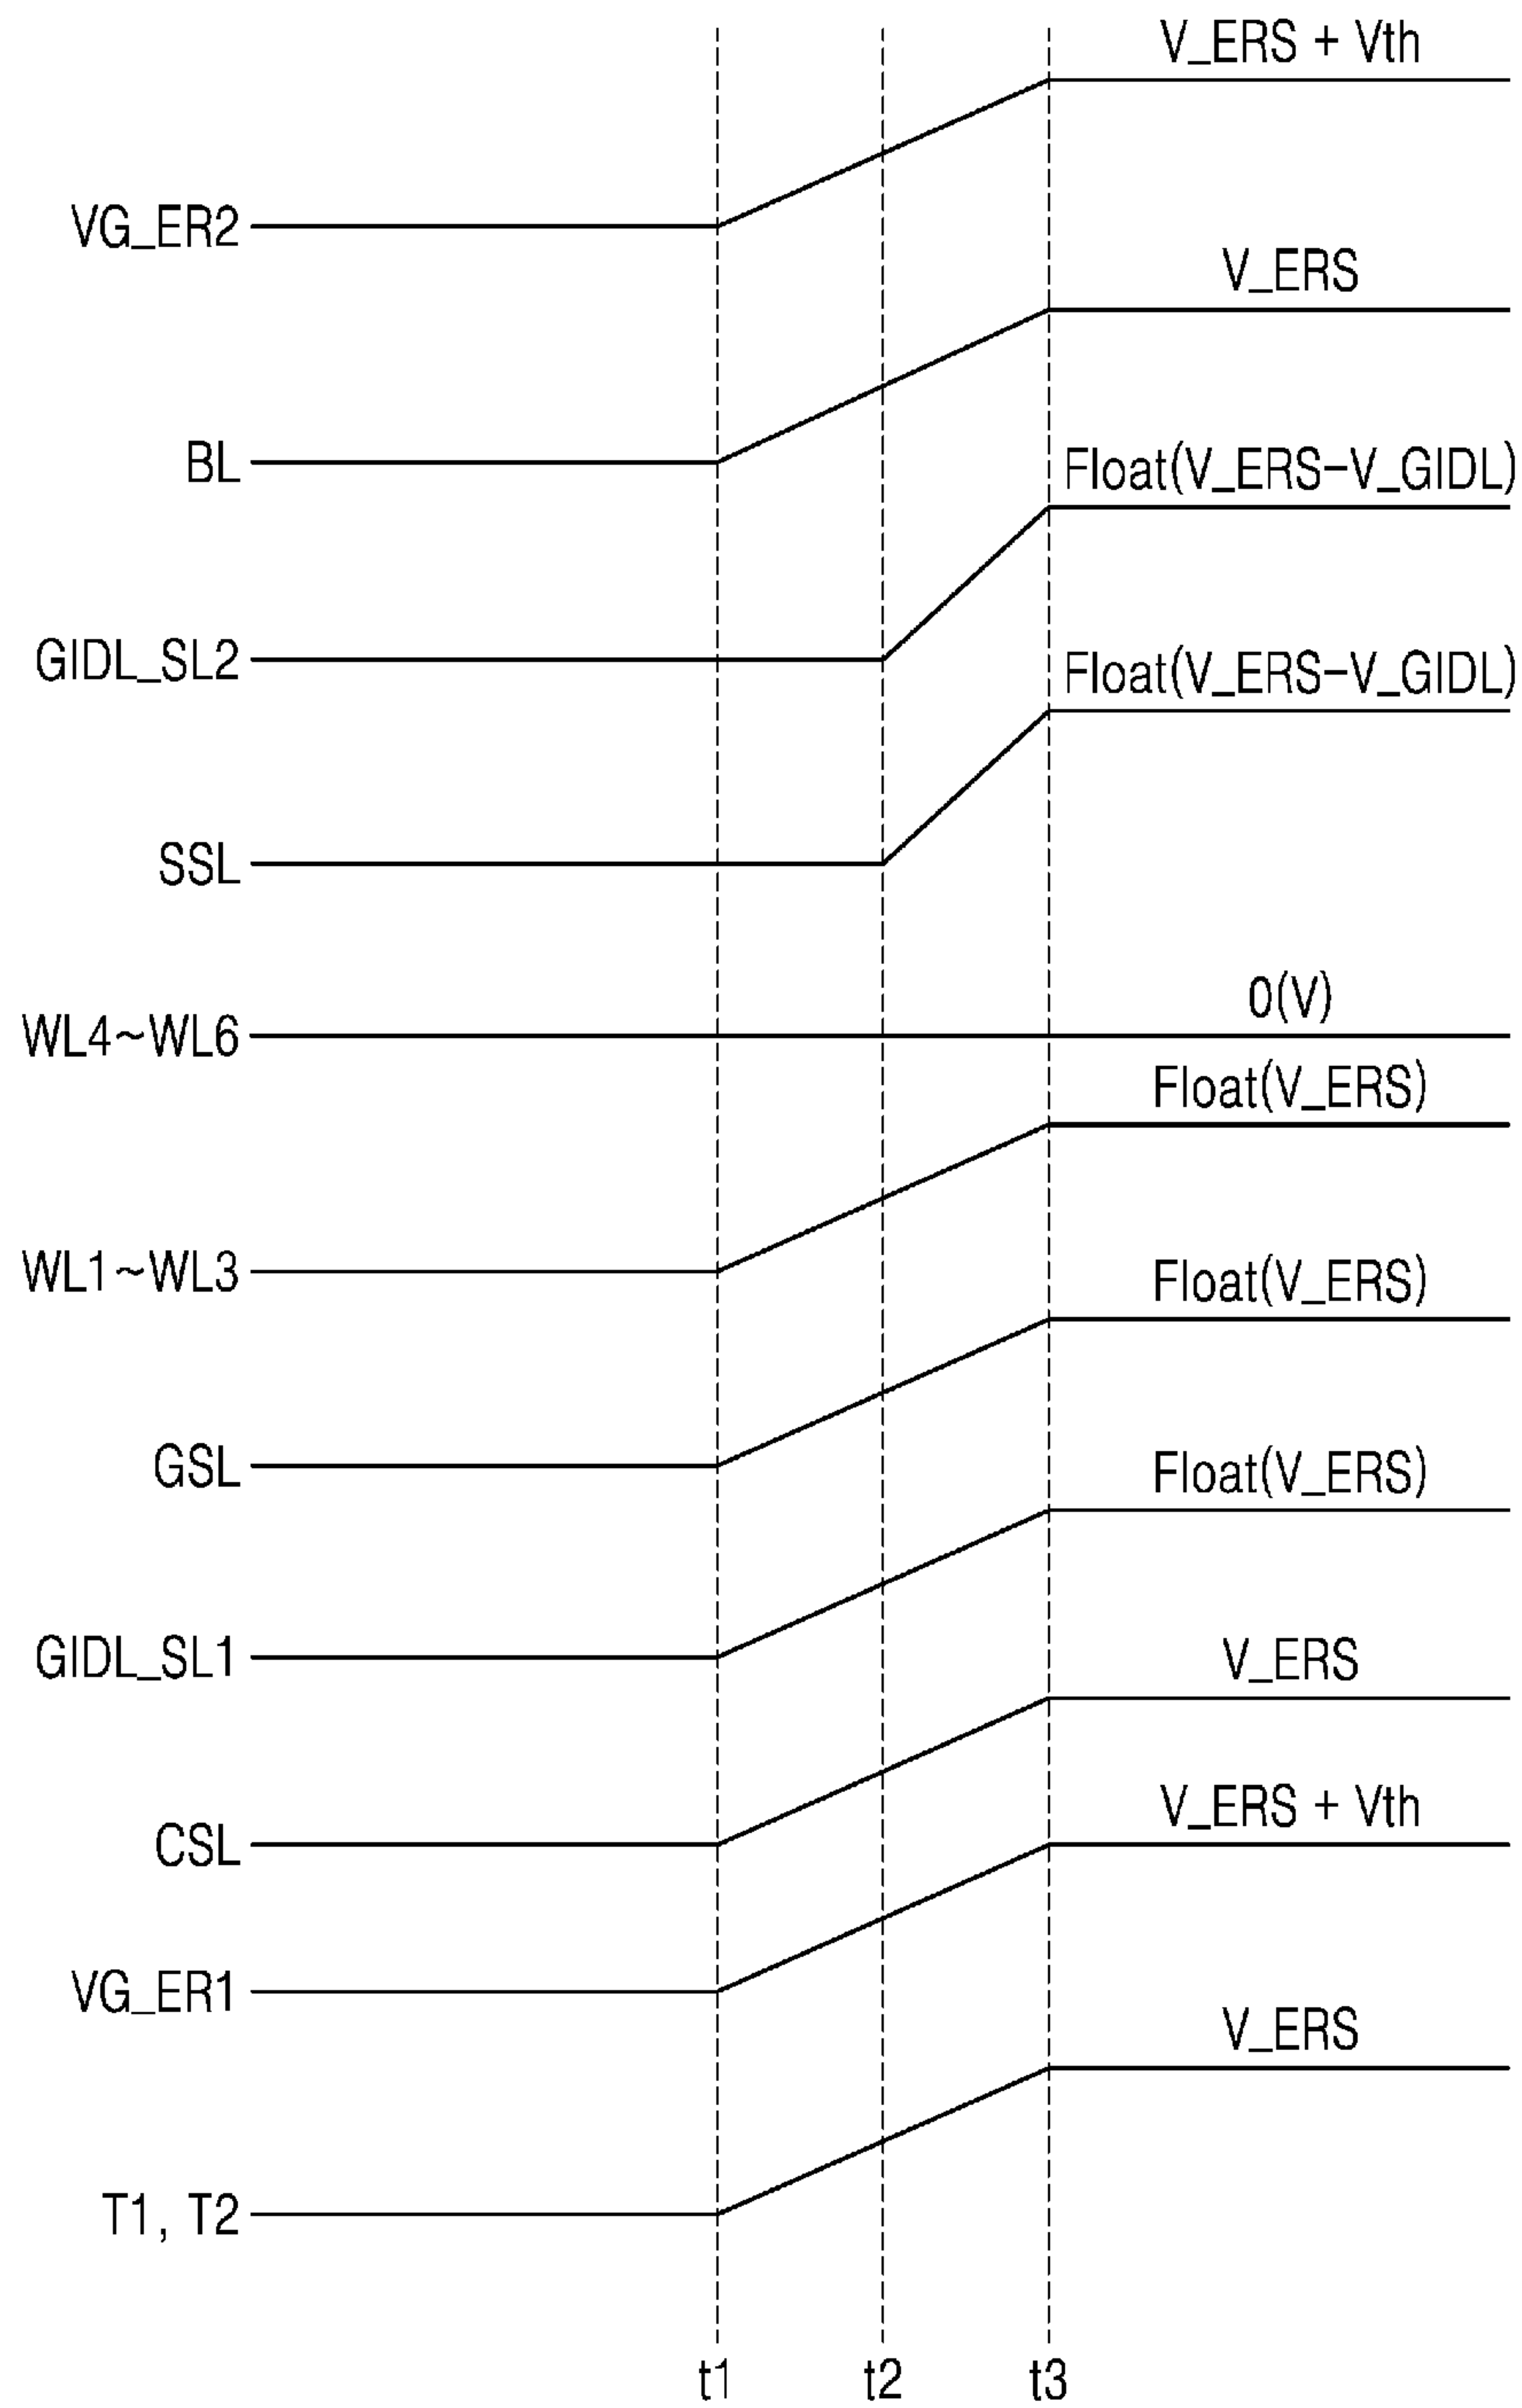 V_ERS + Vth
VG_ER2
V_ERS
BL
Float(V_ERS-V_GIDL)
GIDL_SL2
Float(V_ERS-V_GIDL)
SSL
0(V)
WL4~WL6
Float(V_ERS)
WL1~WL3
Float(V_ERS)
GSL
Float(V_ERS)
GIDL_SL1
V_ERS
CSL
V_ERS + Vth
VG_ER1
V_ERS
T1, T2
t1 t2 t3